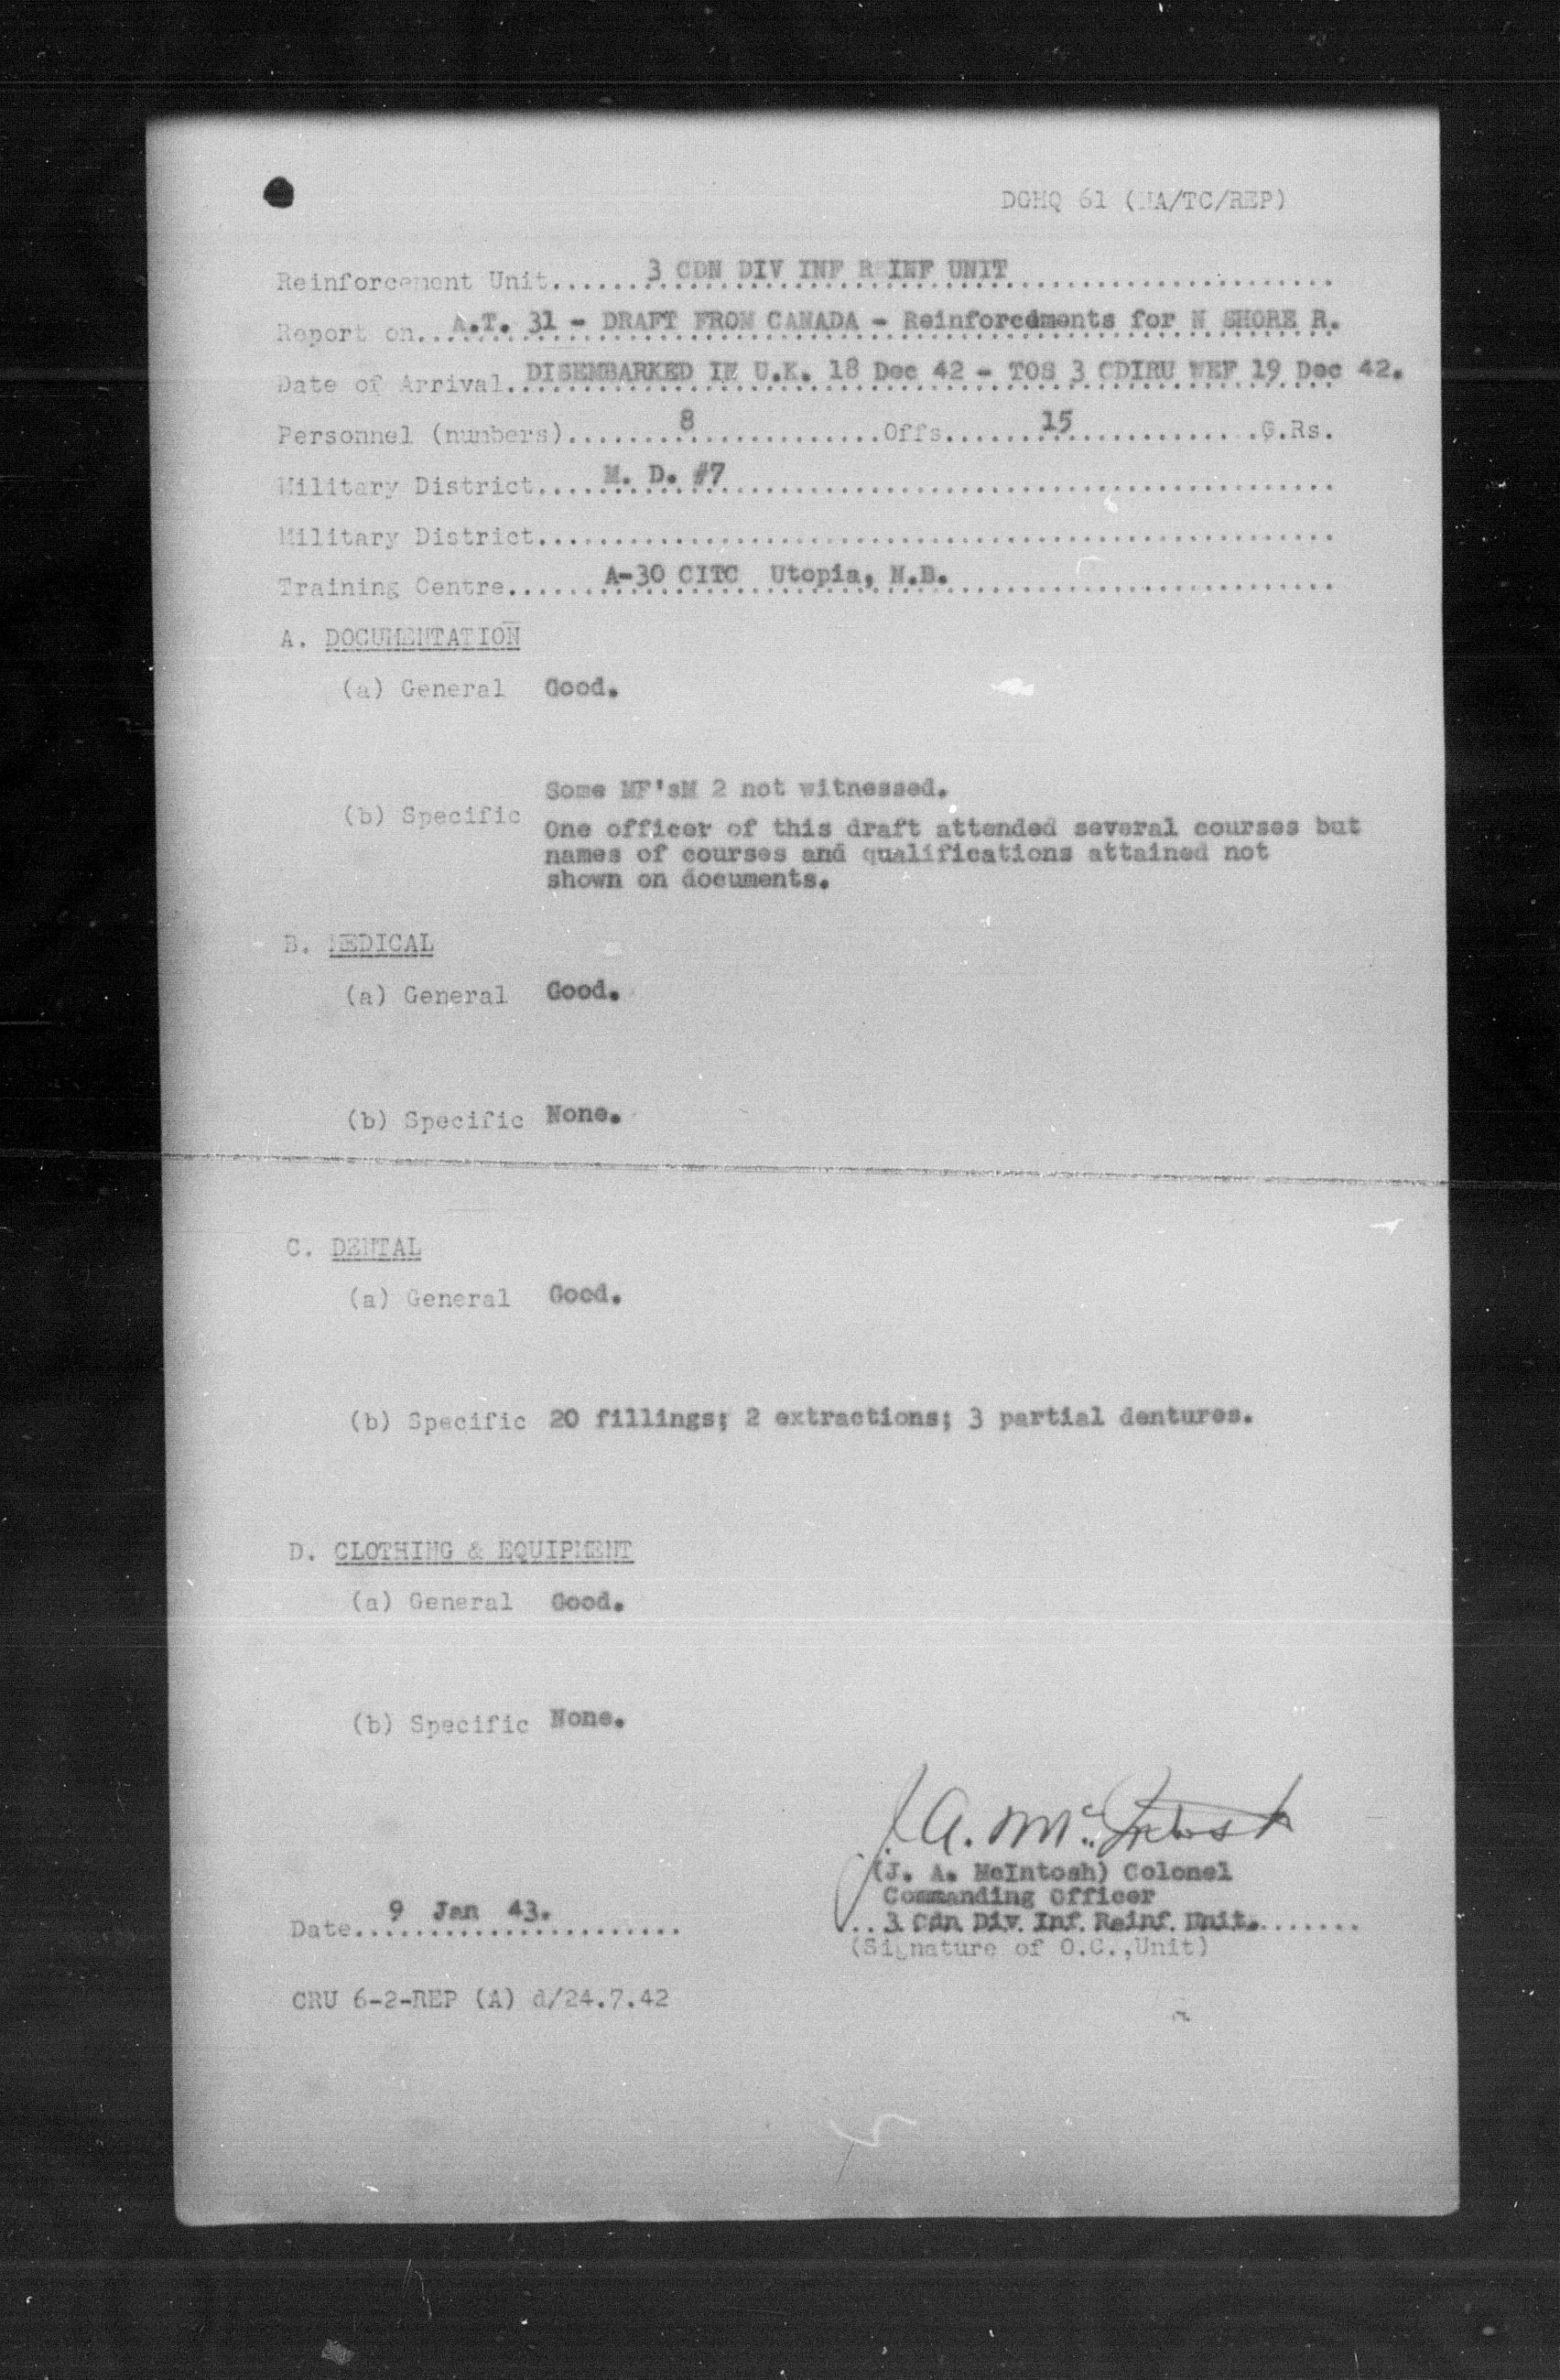 DGHQ 61 ( A/TC/REP)
Reinforcement Unit......3 CDN DIV INF REINF UNIT......
Report on...A.T. 31 - DRAFT FROM CANADA - Reinforcements for N SHORE R.
Date of Arrival..DISEMBARKED IN U.K. 18 Dec 42 - TOS 3 CDIRU WEF 19 Dec 42.
Personnel (numbers)........8............Offs......15............O.Rs.
Military District....M. D. #7..............................
Military District..............................
Training Centre......A-30 CITC Utopia, N.B...............
A. DOCUMENTATION
(a) General Good.
Some MF'sM 2 not witnessed.
(b) Specific
One officer of this draft attended several courses but
names of courses and qualifications attained not
shown on documents.
B. MEDICAL
(a) General Good.
(b) Specific None.
C. DENTAL
(a) General Good.
(b) Specific 20 fillings; 2 extractions; 3 partial dentures.
D. CLOTHING & EQUIPMENT
(a) General Good.
(b) Specific None.
J. A. McIntosh
(J. A. McIntosh) Colonel
Commanding Officer
Date..9 Jan 43........... ...3 Cdn Div Inf Reinf Unit........
(Signature of O.C.,Unit)
CRU 6-2-REP (A) d/24.7.42